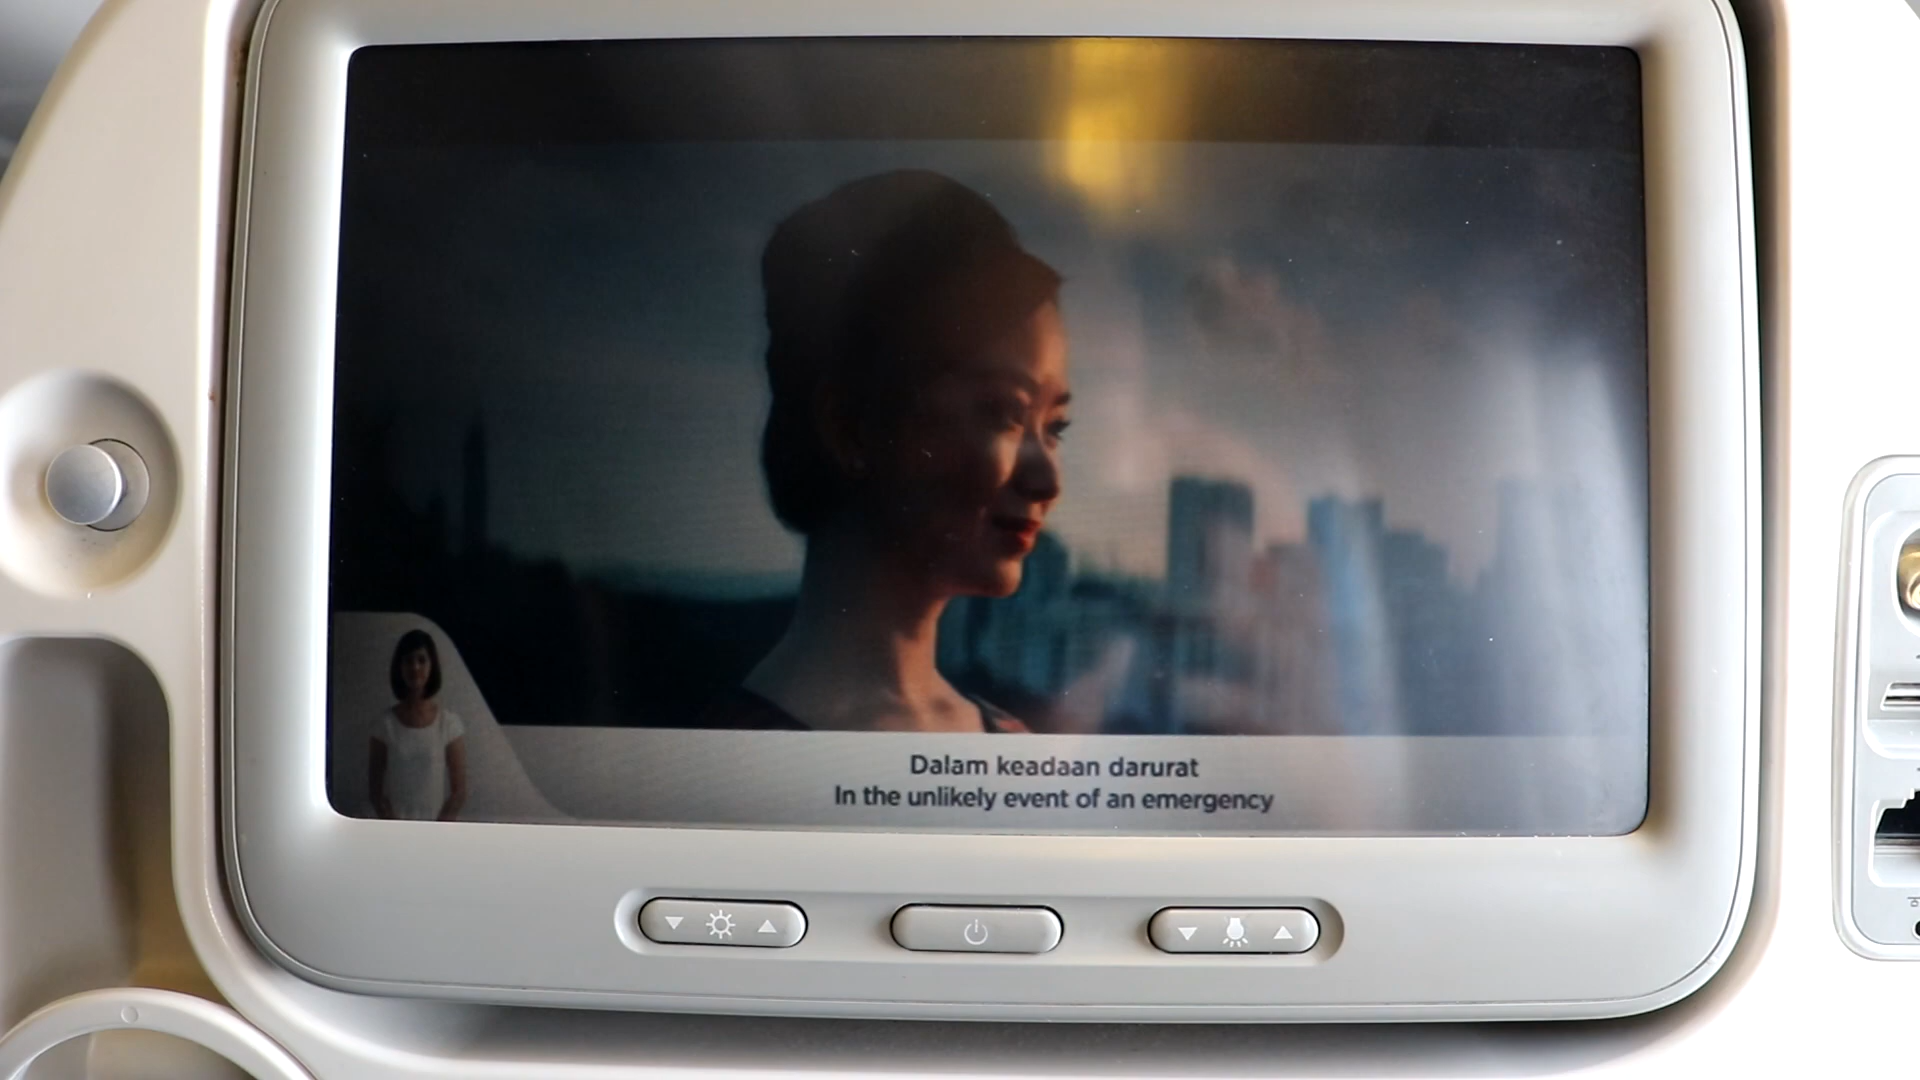 Dalam keadaan darurat
In the unlikely event of an emergency